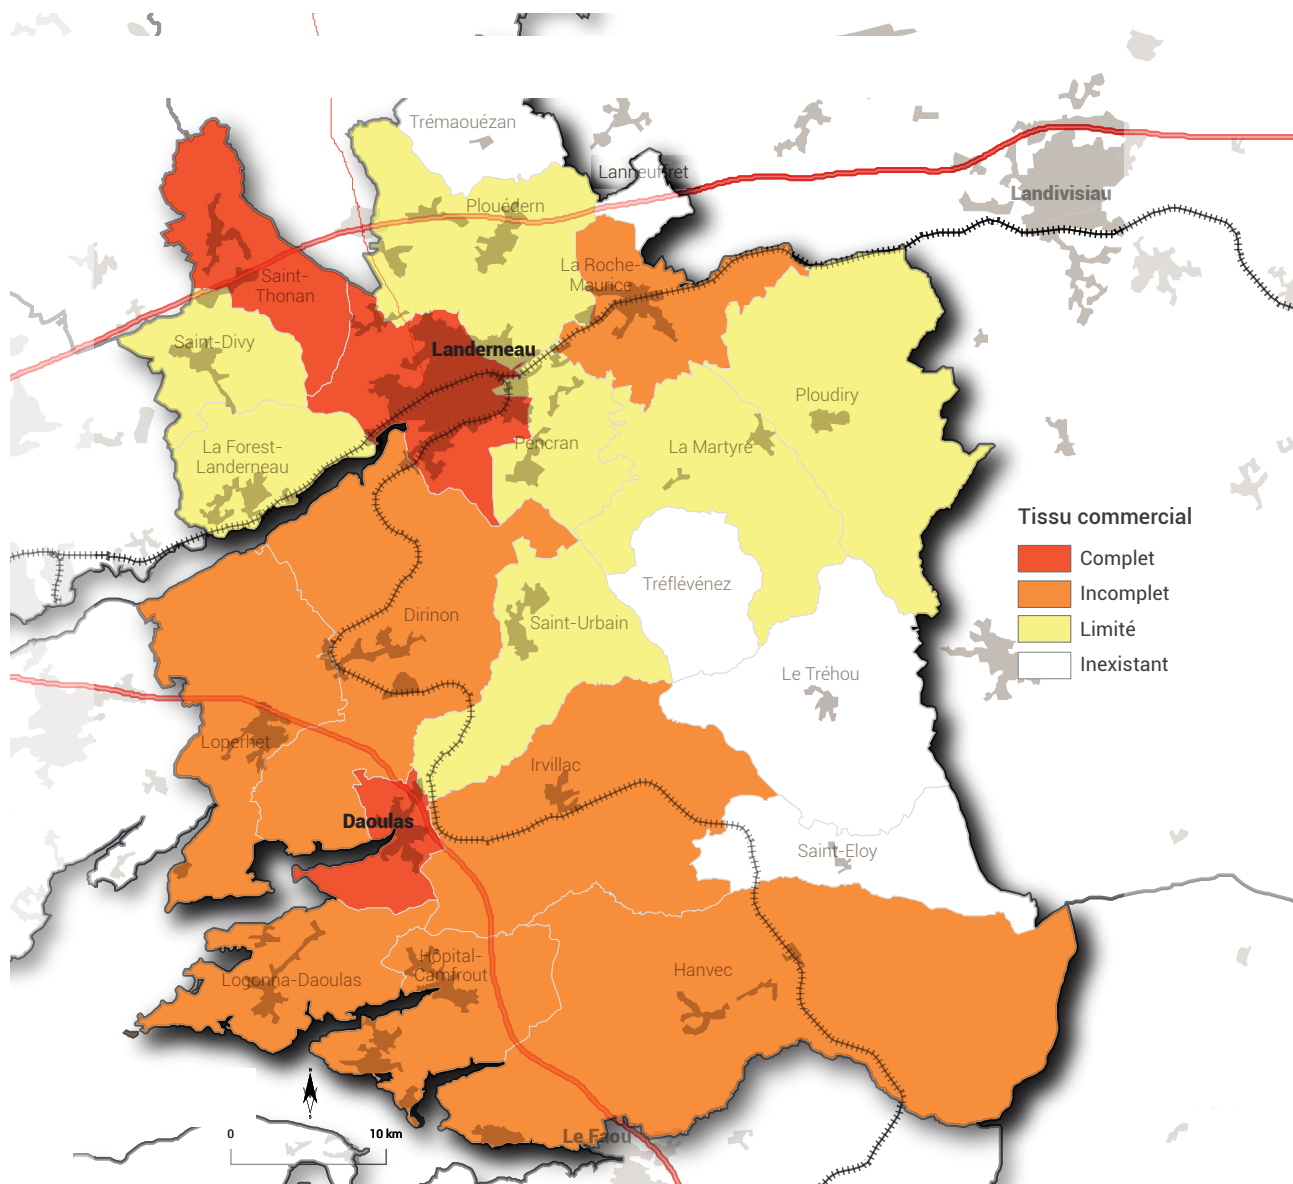 Trémaouézan
Lanneuffret
Landivisiau
Plouédern
La Roche-
Maurice
Saint-
Thonan
Saint-Divy
Landerneau
Ploudiry
La Forest-
Landerneau
Pencran
La Martyre
Tissu commercial
Complet
Incomplet
Limité
Inexistant
Tréflévénez
Dirinon
Saint-Urbain
Le Tréhou
Loperhet
Irvillac
Daoulas
Saint-Eloy
Logonna-Daoulas
Hôpital-
Camfrout
Hanvec
N
S
0
10 km
Le Faou